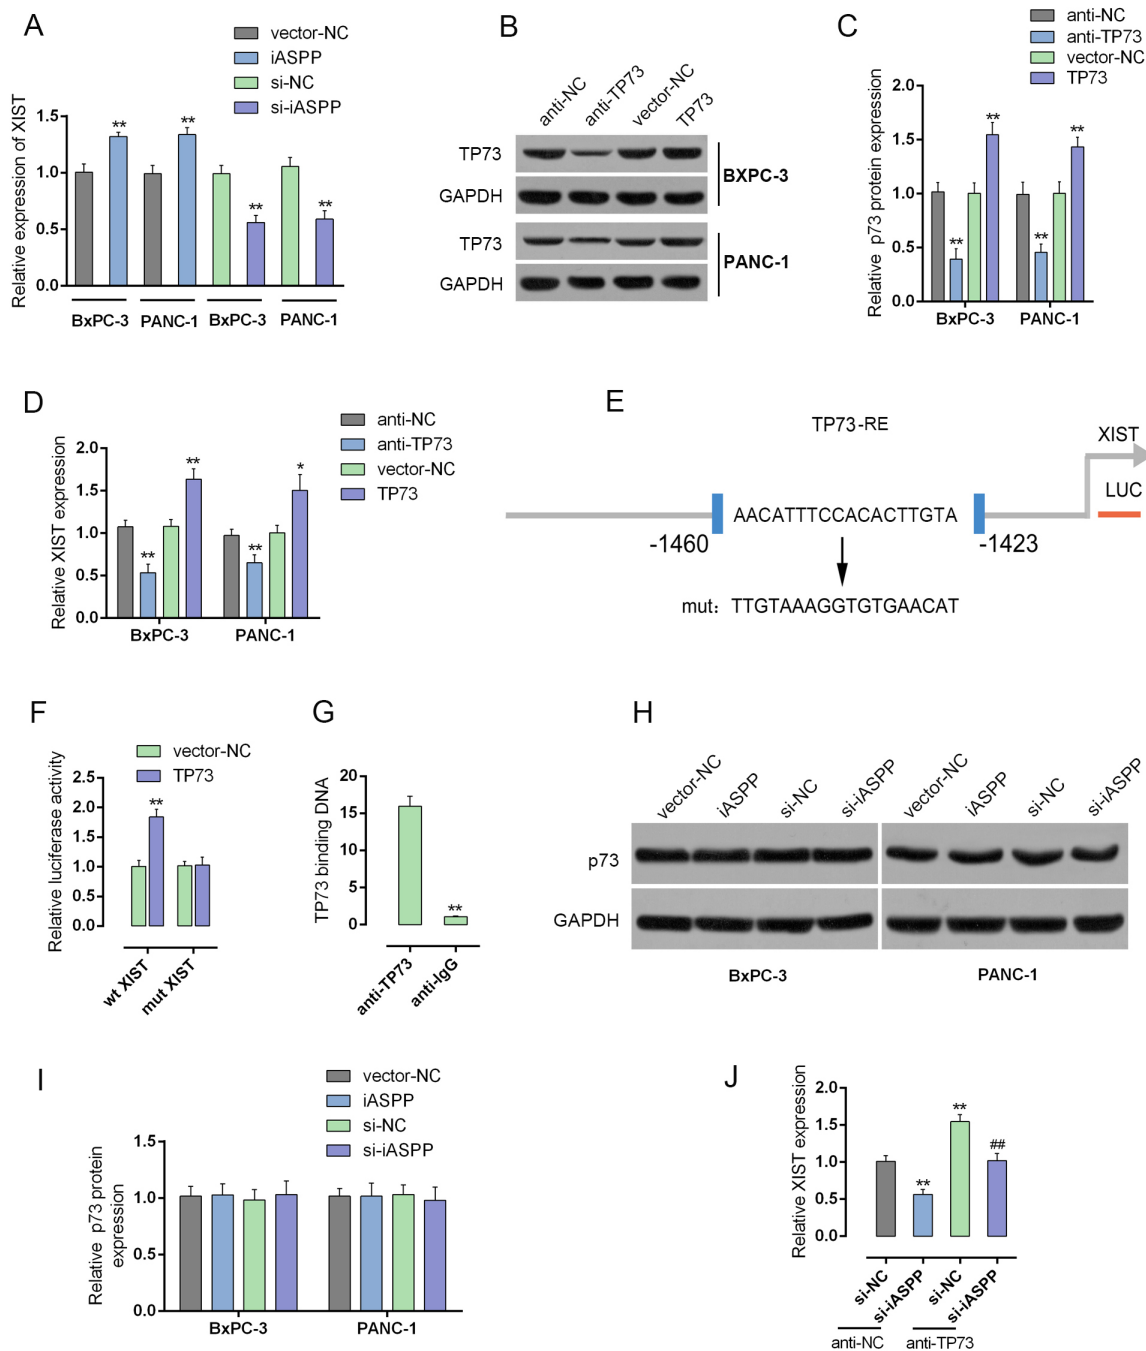 A
vector-NC
iASPP
si-NC
si-iASPP
Relative expression of XIST
1.5
1.0
0.5
0.0
** ** ** **
BxPC-3 PANC-1 BxPC-3 PANC-1
B
anti-NC anti-TP73 vector-NC TP73
TP73
GAPDH
BXPC-3
TP73
GAPDH
PANC-1
C
anti-NC
anti-TP73
vector-NC
TP73
Relative p73 protein expression
2.0
1.5
1.0
0.5
0.0
** ** ** **
BxPC-3 PANC-1
D
anti-NC
anti-TP73
vector-NC
TP73
Relative XIST expression
2.0
1.5
1.0
0.5
0.0
** ** ** *
BxPC-3 PANC-1
E
TP73-RE
XIST
LUC
AACATTTCCACACTTGTA
-1460 -1423
mut: TTGTAAAGGTGTGAACAT
F
vector-NC
TP73
Relative luciferase activity
2.5
2.0
1.5
1.0
0.5
0.0
**
wt XIST mut XIST
G
TP73 binding DNA
20
15
10
5
0
**
anti-TP73 anti-IgG
H
vector-NC iASPP si-NC si-iASPP vector-NC iASPP si-NC si-iASPP
p73
GAPDH
BxPC-3 PANC-1
I
vector-NC
iASPP
si-NC
si-iASPP
Relative p73 protein
expression
1.5
1.0
0.5
0.0
BxPC-3 PANC-1
J
Relative XIST expression
2.0
1.5
1.0
0.5
0.0
** ** ##
si-NC si-iASPP si-NC si-iASPP
anti-NC anti-TP73